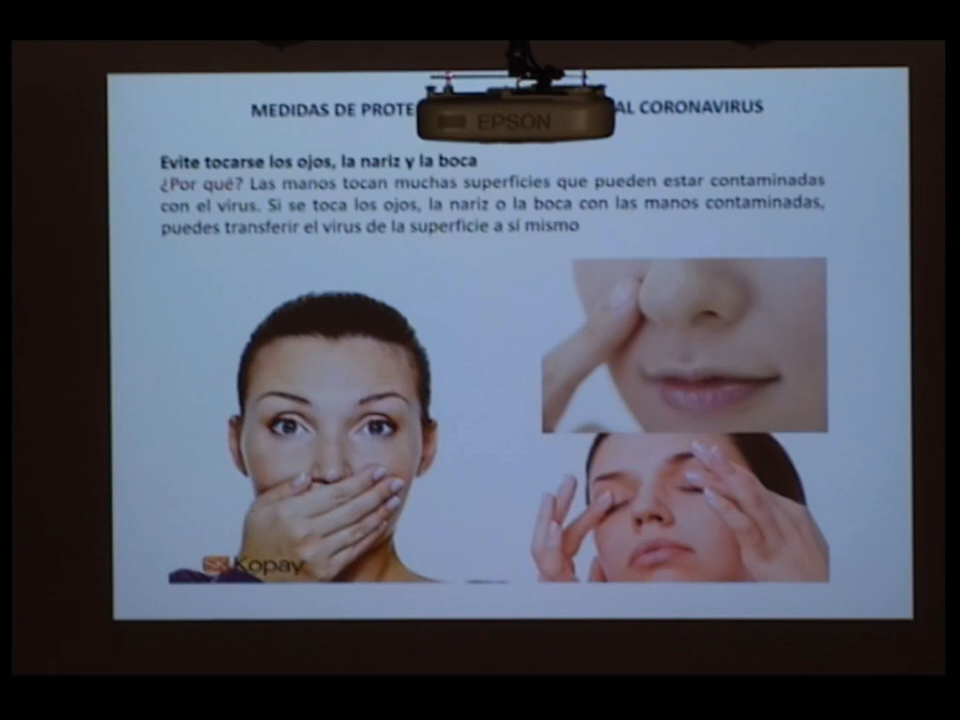 MEDIDAS DE PROTE AL CORONAVIRUS
EPSON
Evite tocarse los ojos, la nariz y la boca
¿Por qué? Las manos tocan muchas superficies que pueden estar contaminadas
con el virus. Si se toca los ojos, la nariz o la boca con las manos contaminadas,
puedes transferir el virus de la superficie a sí mismo
Kopay